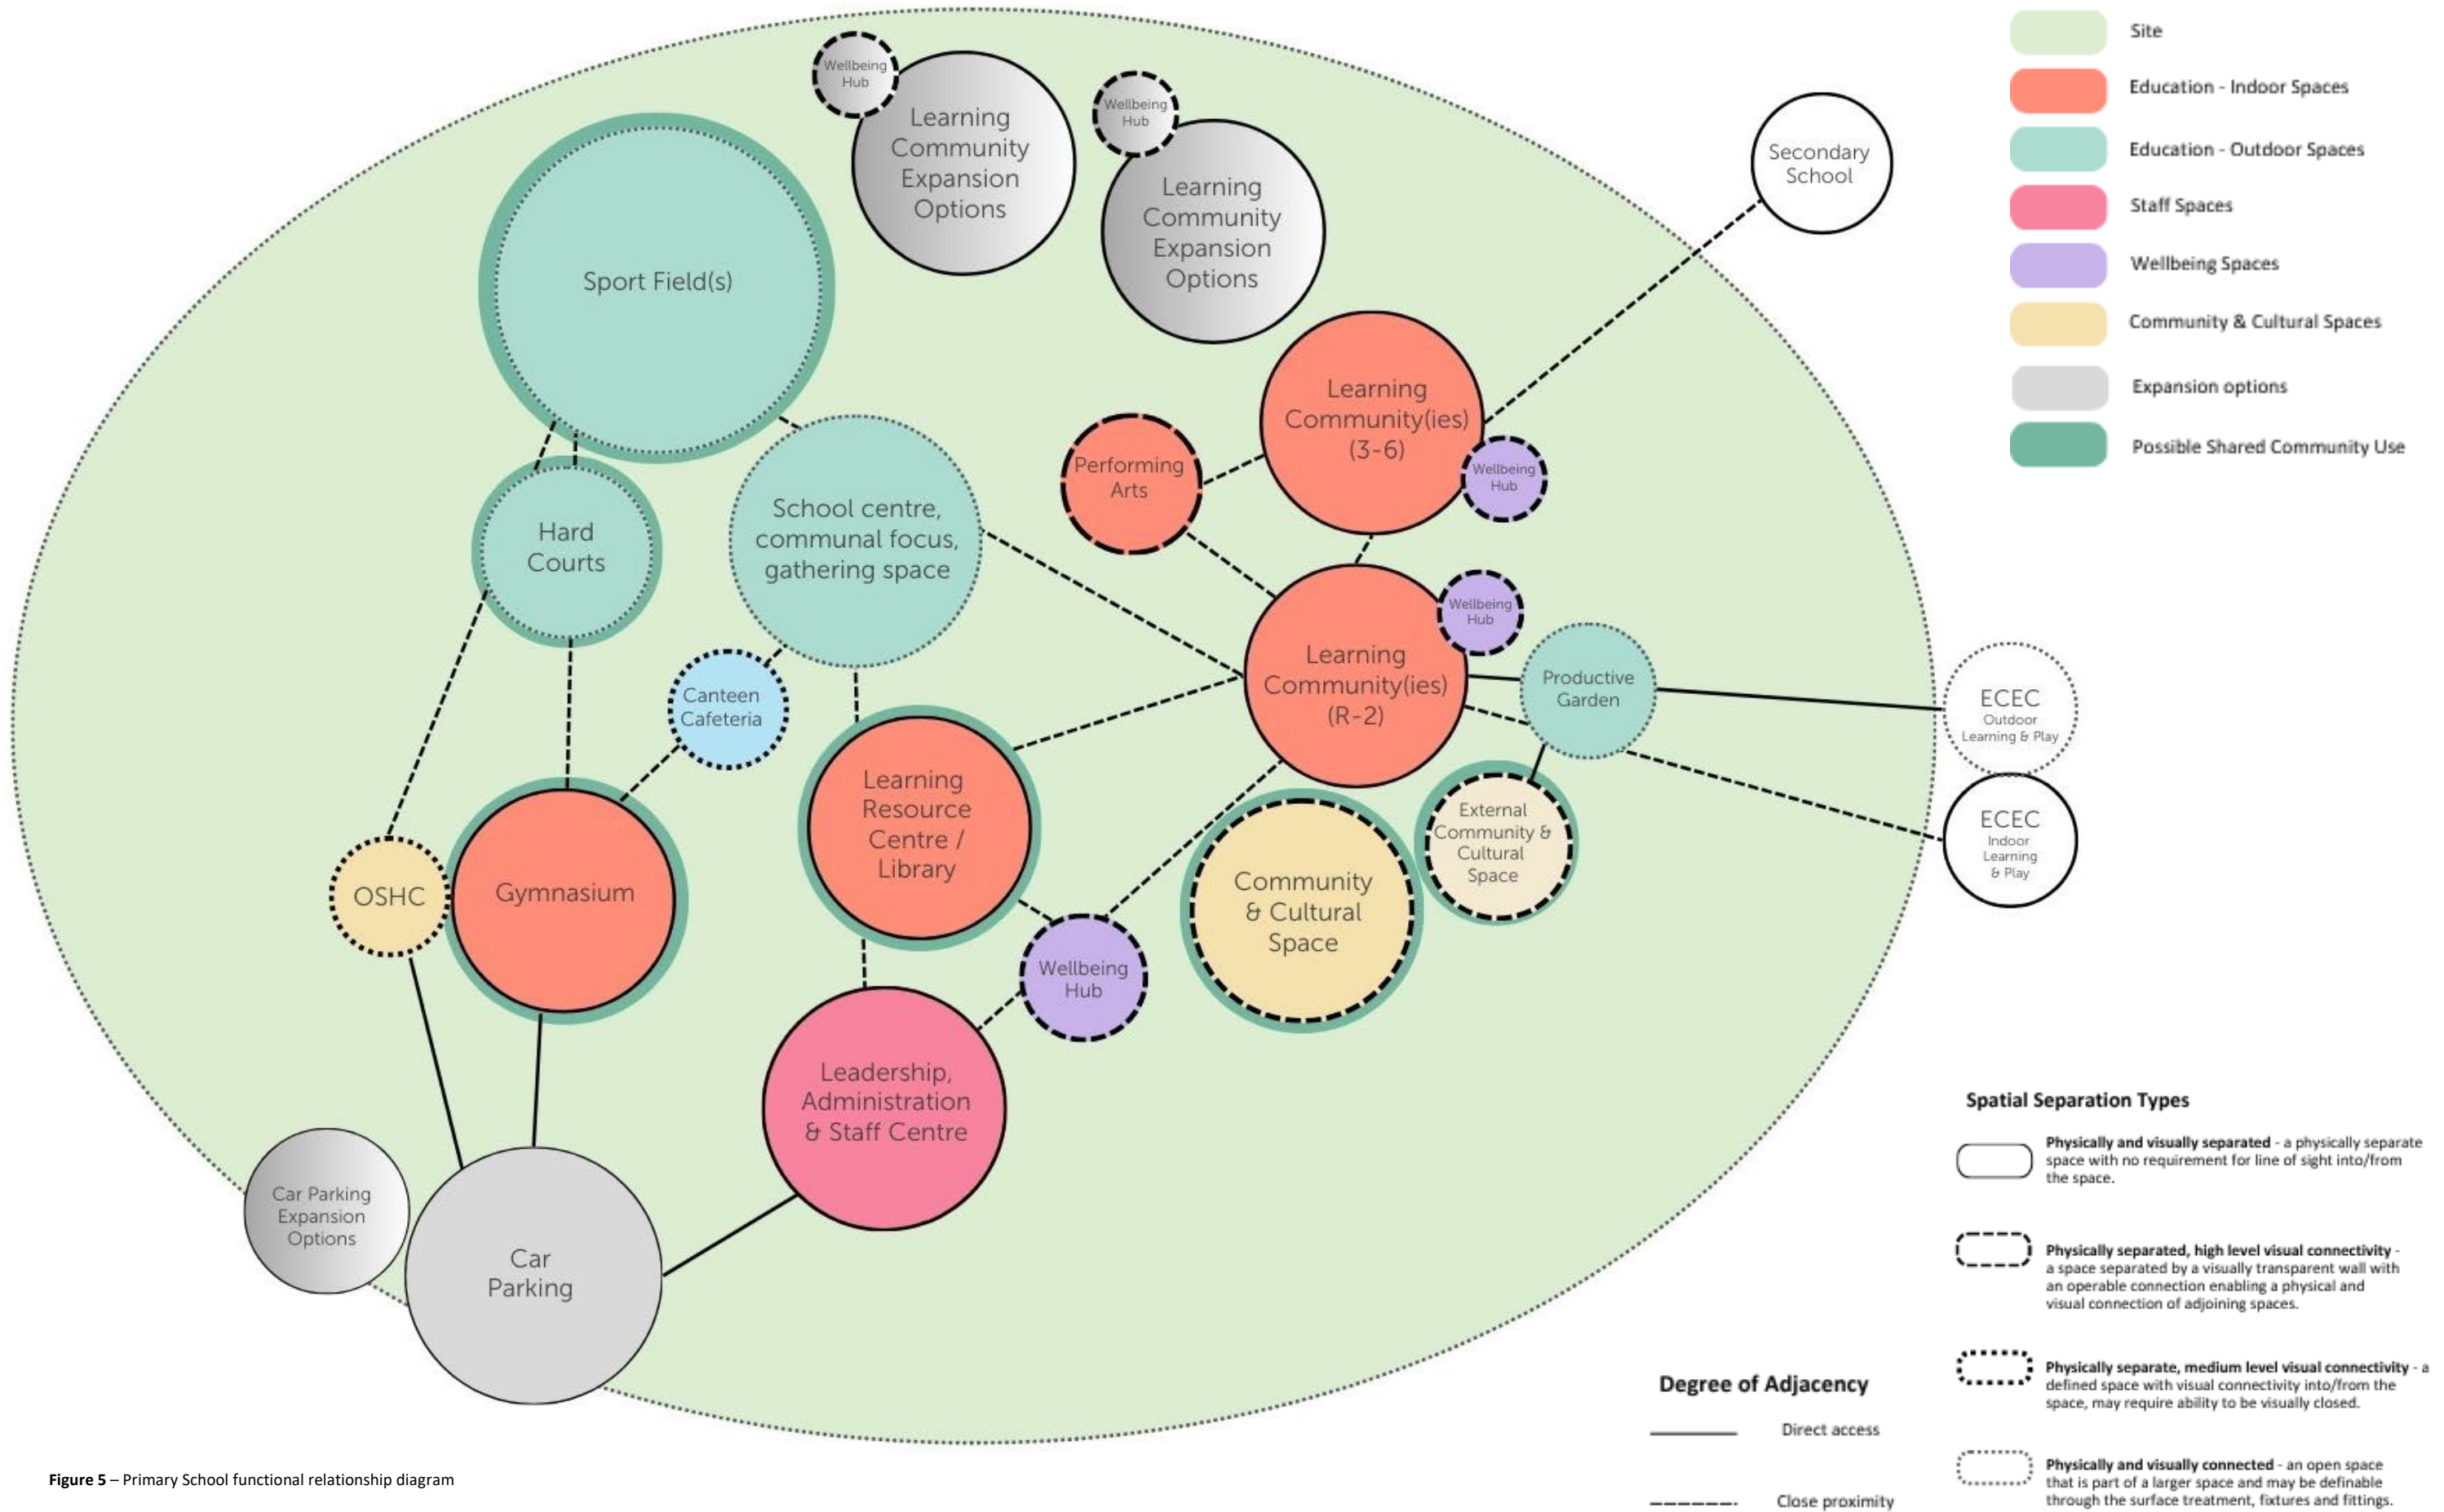 Wellbeing
Hub
Learning
Community
Expansion
Options
Wellbeing
Hub
Learning
Community
Expansion
Options
Secondary
School
Sport Field(s)
Learning
Community(ies)
(3-6)
Wellbeing
Hub
Performing
Arts
School centre,
communal focus,
gathering space
Hard
Courts
Wellbeing
Hub
Learning
Community(ies)
(R-2)
Productive
Garden
ECEC
Outdoor
Learning & Play
Canteen
Cafeteria
Learning
Resource
Centre /
Library
External
Community &
Cultural
Space
ECEC
Indoor
Learning
& Play
OSHC
Gymnasium
Community
& Cultural
Space
Wellbeing
Hub
Leadership,
Administration
& Staff Centre
Car Parking
Expansion
Options
Car
Parking
Site
Education - Indoor Spaces
Education - Outdoor Spaces
Staff Spaces
Wellbeing Spaces
Community & Cultural Spaces
Expansion options
Possible Shared Community Use
Spatial Separation Types
Physically and visually separated - a physically separate
space with no requirement for line of sight into/from
the space.
Physically separated, high level visual connectivity -
a space separated by a visually transparent wall with
an operable connection enabling a physical and
visual connection of adjoining spaces.
Physically separate, medium level visual connectivity - a
defined space with visual connectivity into/from the
space, may require ability to be visually closed.
Physically and visually connected - an open space
that is part of a larger space and may be definable
through the surface treatment, fixtures and fittings.
Degree of Adjacency
Direct access
Close proximity
Figure 5 – Primary School functional relationship diagram